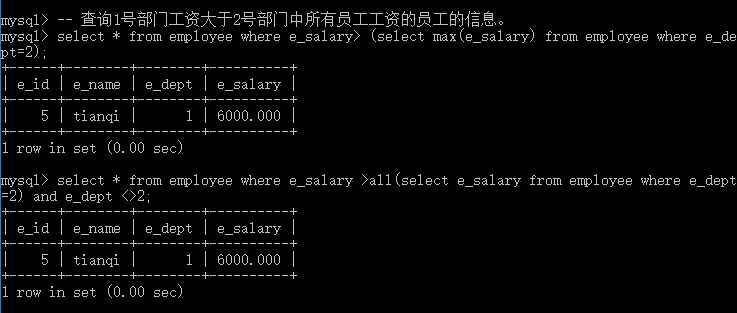 mysql> -- 查询1号部门工资大于2号部门中所有员工工资的员工的信息。
mysql> select * from employee where e_salary> (select max(e_salary) from employee where e_de
pt=2);
+------+--------+--------+----------+
| e_id | e_name | e_dept | e_salary |
+------+--------+--------+----------+
|    5 | tianqi |      1 | 6000.000 |
+------+--------+--------+----------+
1 row in set (0.00 sec)
mysql> select * from employee where e_salary >all(select e_salary from employee where e_dept
=2) and e_dept <>2;
+------+--------+--------+----------+
| e_id | e_name | e_dept | e_salary |
+------+--------+--------+----------+
|    5 | tianqi |      1 | 6000.000 |
+------+--------+--------+----------+
1 row in set (0.00 sec)